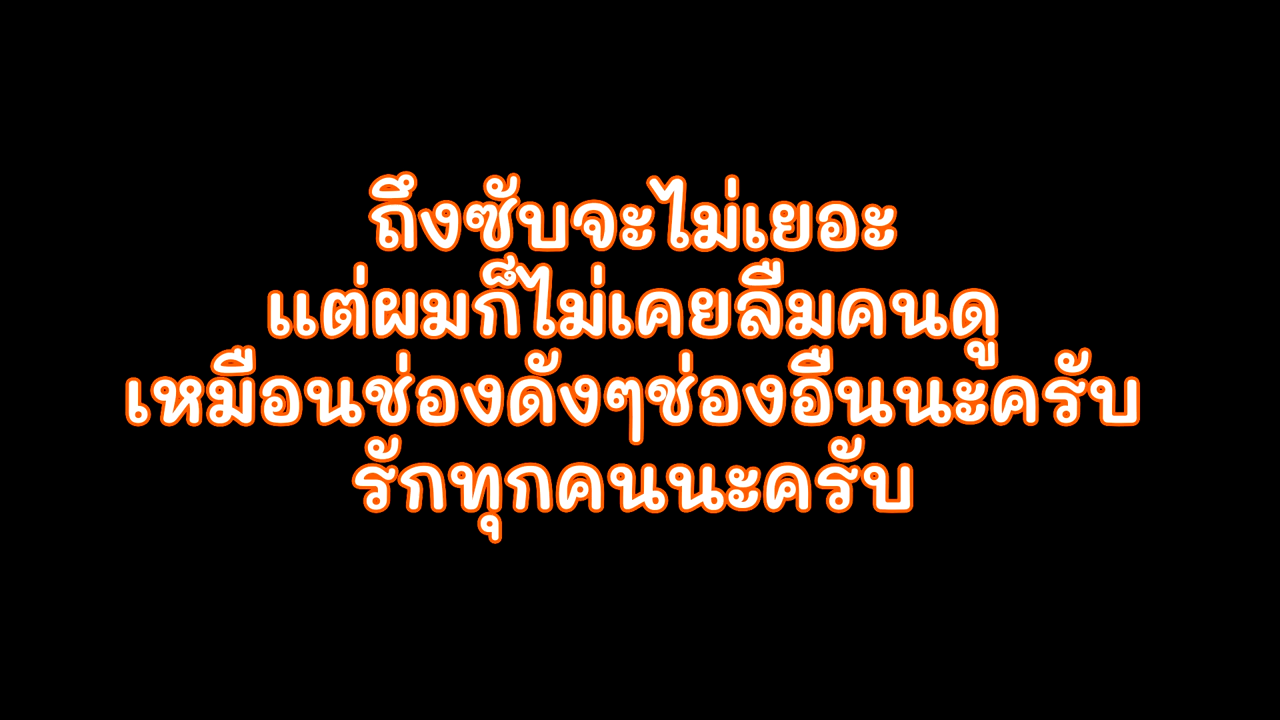 ถึงซับจะไม่เยอะ
แต่ผมก็ไม่เคยลืมคนดู
เหมือนช่องดังๆช่องอืนนะครับ
รักทุกคนนะครับ